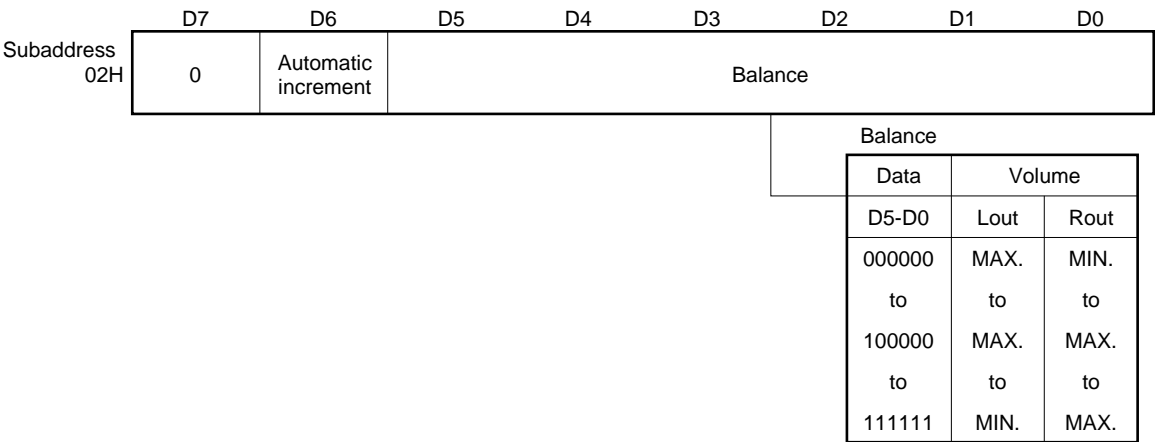 D7 D6 D5 D4 D3 D2 D1 D0
Subaddress
02H
0
Automatic
increment
Balance
Balance
Data Volume
D5-D0 Lout Rout
000000 MAX. MIN.
to to to
100000 MAX. MAX.
to to to
111111 MIN. MAX.